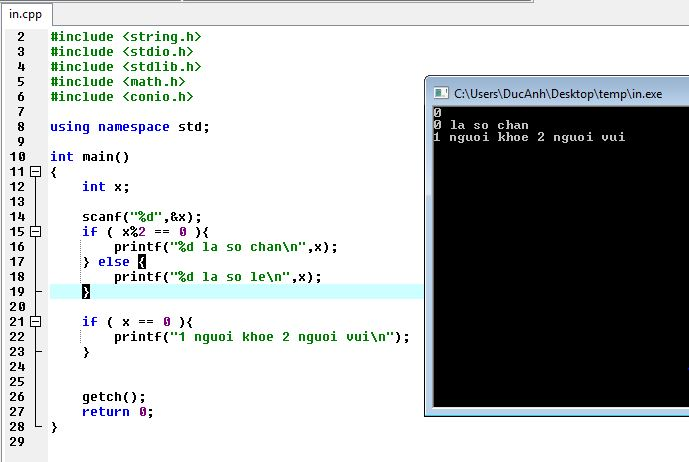 in.cpp
2 #include <string.h>
3 #include <stdio.h>
4 #include <stdlib.h>
5 #include <math.h>
6 #include <conio.h>
7
8 using namespace std;
9
10 int main()
11 {
12 int x;
13
14 scanf("%d",&x);
15 if ( x%2 == 0 ){
16 printf("%d la so chan\n",x);
17 } else {
18 printf("%d la so le\n",x);
19 }
20
21 if ( x == 0 ){
22 printf("1 nguoi khoe 2 nguoi vui\n");
23 }
24
25
26 getch();
27 return 0;
28 }
29
C:\Users\DucAnh\Desktop\temp\in.exe
0
0 la so chan
1 nguoi khoe 2 nguoi vui